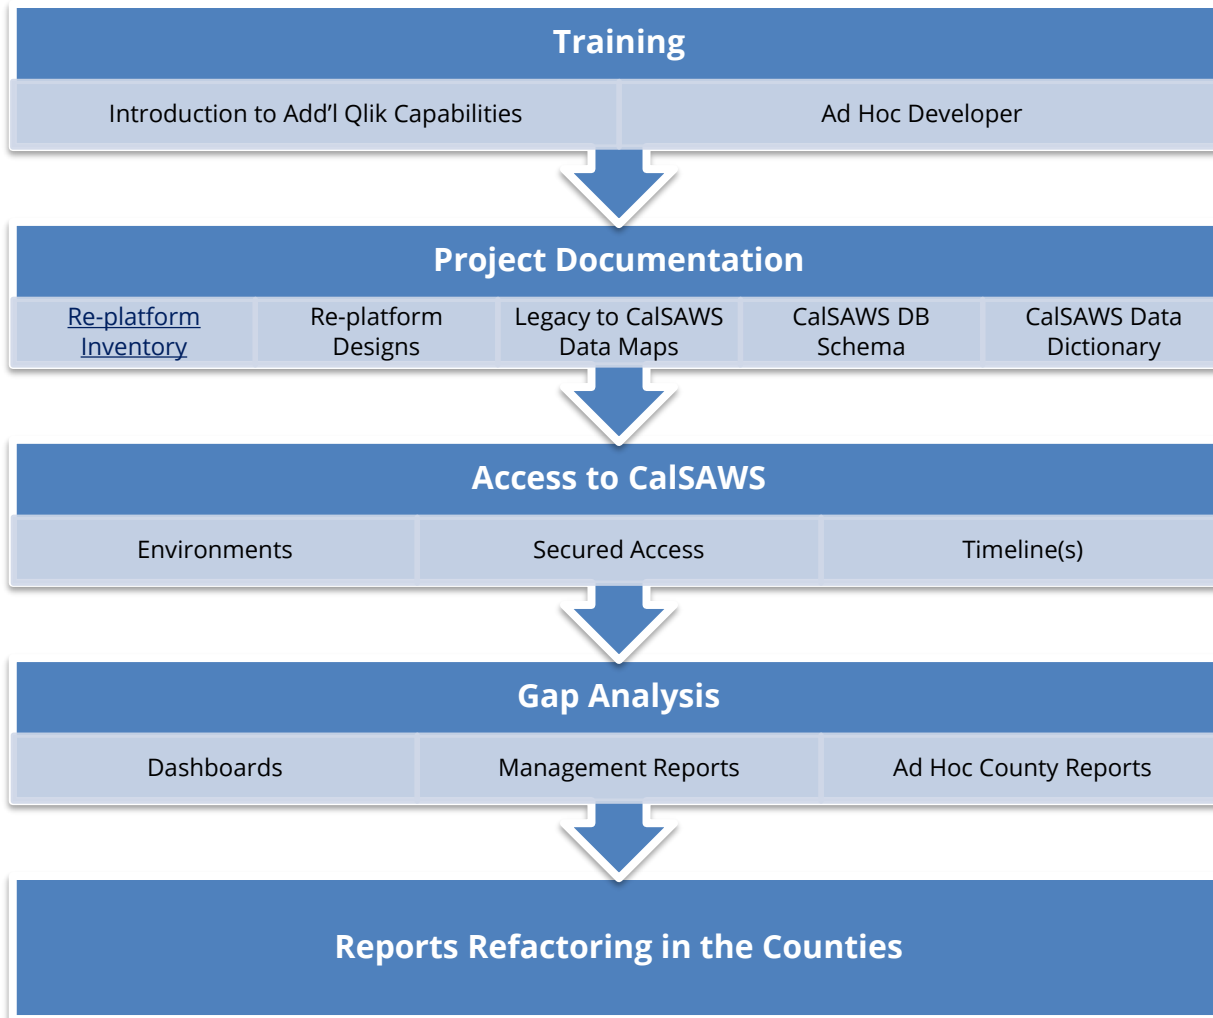 Training
Introduction to Add’l Qlik Capabilities
Ad Hoc Developer
Project Documentation
Re-platform
Inventory
Re-platform
Designs
Legacy to CalSAWS
Data Maps
CalSAWS DB
Schema
CalSAWS Data
Dictionary
Access to CalSAWS
Environments
Secured Access
Timeline(s)
Gap Analysis
Dashboards
Management Reports
Ad Hoc County Reports
Reports Refactoring in the Counties